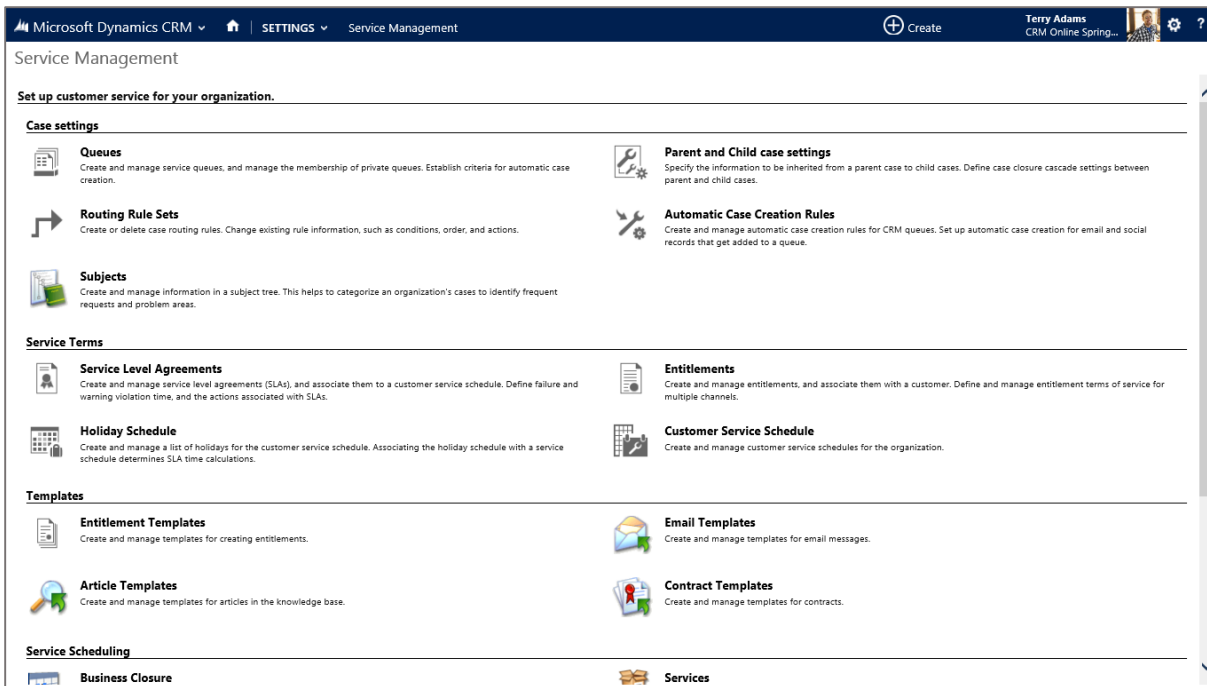 Microsoft Dynamics CRM
SETTINGS
Service Management
Create
Terry Adams
CRM Online Spring...
?
Service Management
Set up customer service for your organization.
Case settings
Queues
Create and manage service queues, and manage the membership of private queues. Establish criteria for automatic case
creation.
Parent and Child case settings
Specify the information to be inherited from a parent case to child cases. Define case closure cascade settings between
parent and child cases.
Routing Rule Sets
Create or delete case routing rules. Change existing rule information, such as conditions, order, and actions.
Automatic Case Creation Rules
Create and manage automatic case creation rules for CRM queues. Set up automatic case creation for email and social
records that get added to a queue.
Subjects
Create and manage information in a subject tree. This helps to categorize an organization's cases to identify frequent
requests and problem areas.
Service Terms
Service Level Agreements
Create and manage service level agreements (SLAs), and associate them to a customer service schedule. Define failure and
warning violation time, and the actions associated with SLAs.
Entitlements
Create and manage entitlements, and associate them with a customer. Define and manage entitlement terms of service for
multiple channels.
Holiday Schedule
Create and manage a list of holidays for the customer service schedule. Associating the holiday schedule with a service
schedule determines SLA time calculations.
Customer Service Schedule
Create and manage customer service schedules for the organization.
Templates
Entitlement Templates
Create and manage templates for creating entitlements.
Email Templates
Create and manage templates for email messages.
Article Templates
Create and manage templates for articles in the knowledge base.
Contract Templates
Create and manage templates for contracts.
Service Scheduling
Business Closure
Services